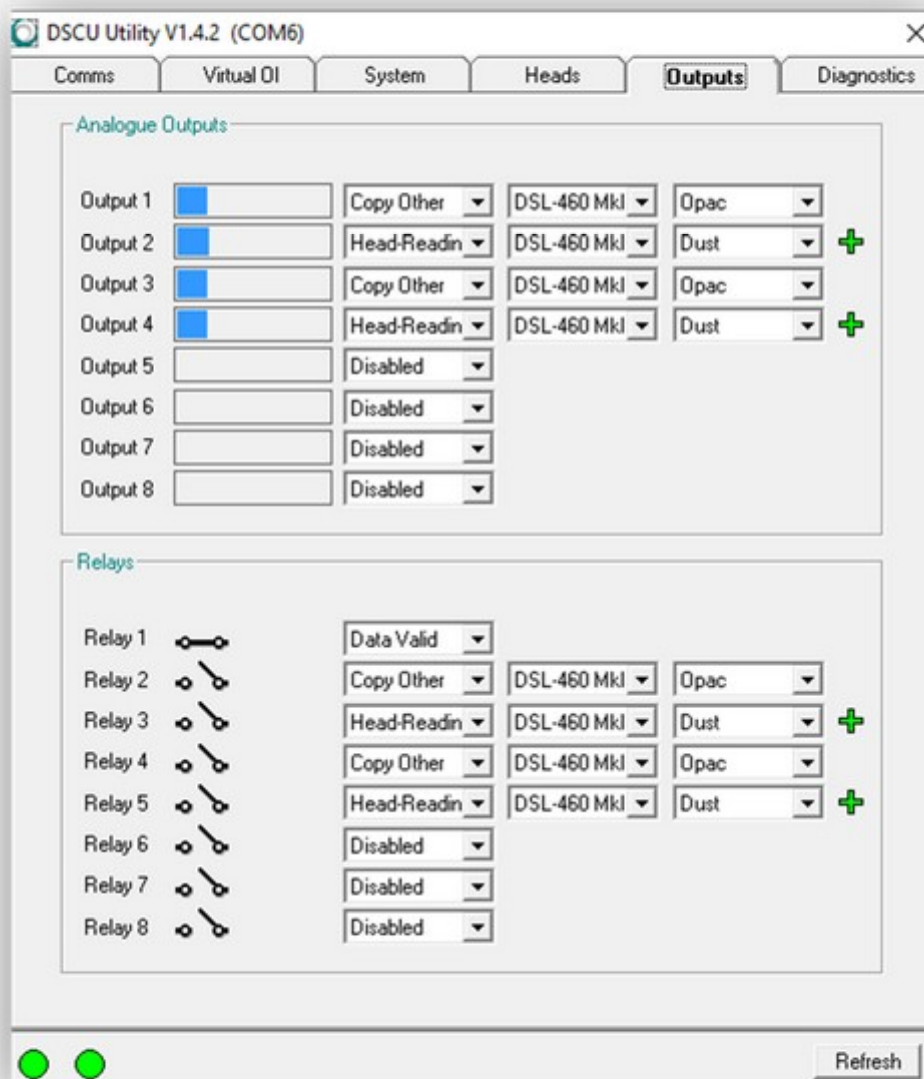 DSCU Utility V1.4.2 (COM6)
Comms Virtual OI System Heads Outputs Diagnostics
Analogue Outputs
Output 1 Copy Other DSL-460 MkI Opac
Output 2 Head-Readin DSL-460 MkI Dust
Output 3 Copy Other DSL-460 MkI Opac
Output 4 Head-Readin DSL-460 MkI Dust
Output 5 Disabled
Output 6 Disabled
Output 7 Disabled
Output 8 Disabled
Relays
Relay 1 Data Valid
Relay 2 Copy Other DSL-460 MkI Opac
Relay 3 Head-Readin DSL-460 MkI Dust
Relay 4 Copy Other DSL-460 MkI Opac
Relay 5 Head-Readin DSL-460 MkI Dust
Relay 6 Disabled
Relay 7 Disabled
Relay 8 Disabled
Refresh